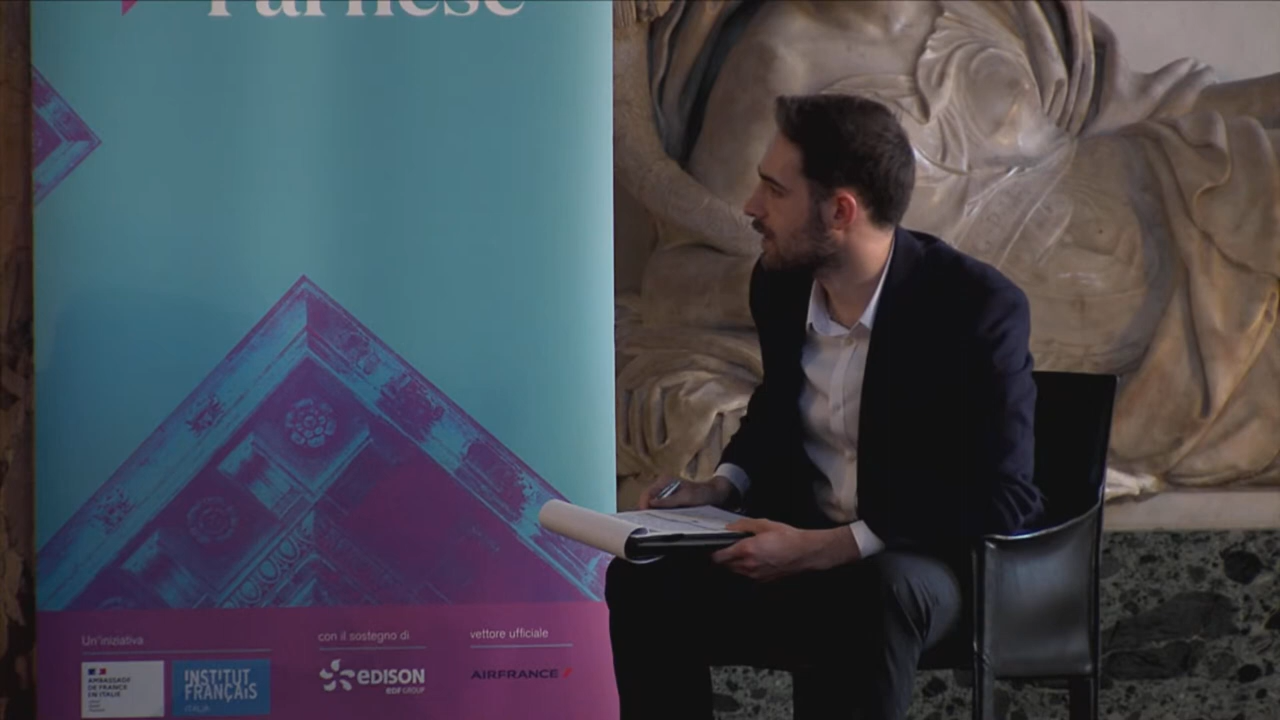 Farnese
Un'iniziativa
con il sostegno di
vettore ufficiale
AMBASSADE
DE FRANCE
EN ITALIE
INSTITUT
FRANÇAIS
ITALIA
EDISON
EDF GROUP
AIRFRANCE